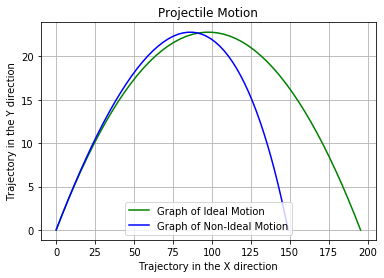 Projectile Motion
Trajectory in the Y direction
20
15
10
5
0
Graph of Ideal Motion
Graph of Non-Ideal Motion
0 25 50 75 100 125 150 175 200
Trajectory in the X direction